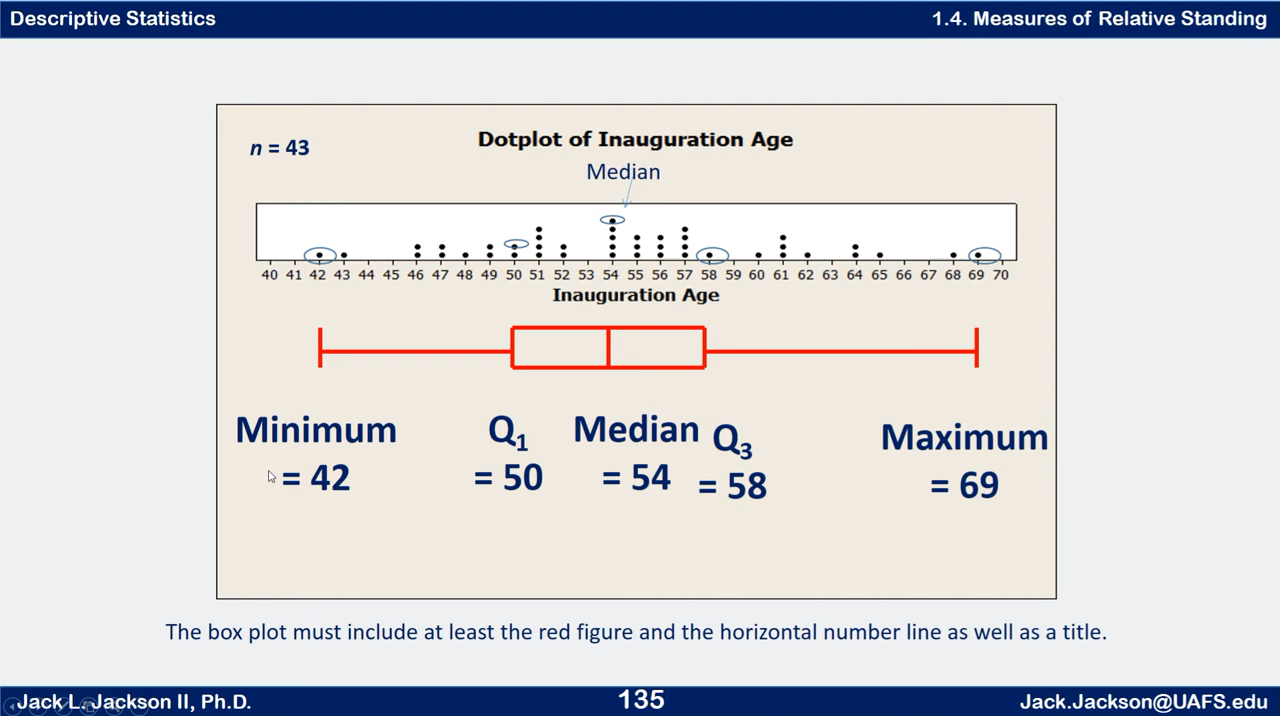 Descriptive Statistics
1.4. Measures of Relative Standing
n = 43
Dotplot of Inauguration Age
Median
40 41 42 43 44 45 46 47 48 49 50 51 52 53 54 55 56 57 58 59 60 61 62 63 64 65 66 67 68 69 70
Inauguration Age
Minimum
= 42
Q1
= 50
Median
= 54
Q3
= 58
Maximum
= 69
The box plot must include at least the red figure and the horizontal number line as well as a title.
Jack L. Jackson II, Ph.D.
135
Jack.Jackson@UAFS.edu